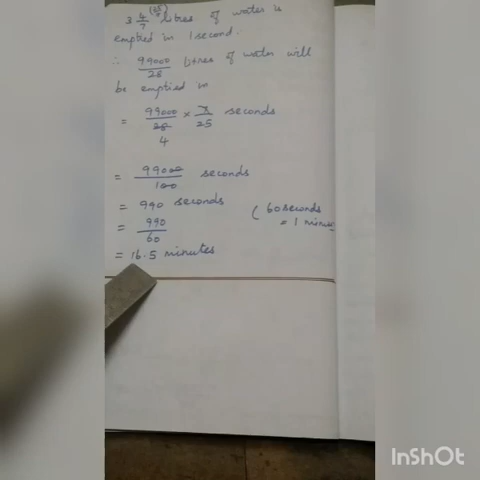 3 4/7 (25/7) litres of water is
emptied in 1 second.
∴ 99000/28 litres of water will
be emptied in
= 99000/28 × 7/25 seconds
4
= 99000/100 seconds
= 990 seconds
= 990/60 ( 60 seconds
= 1 minute
= 16.5 minutes
InShOt